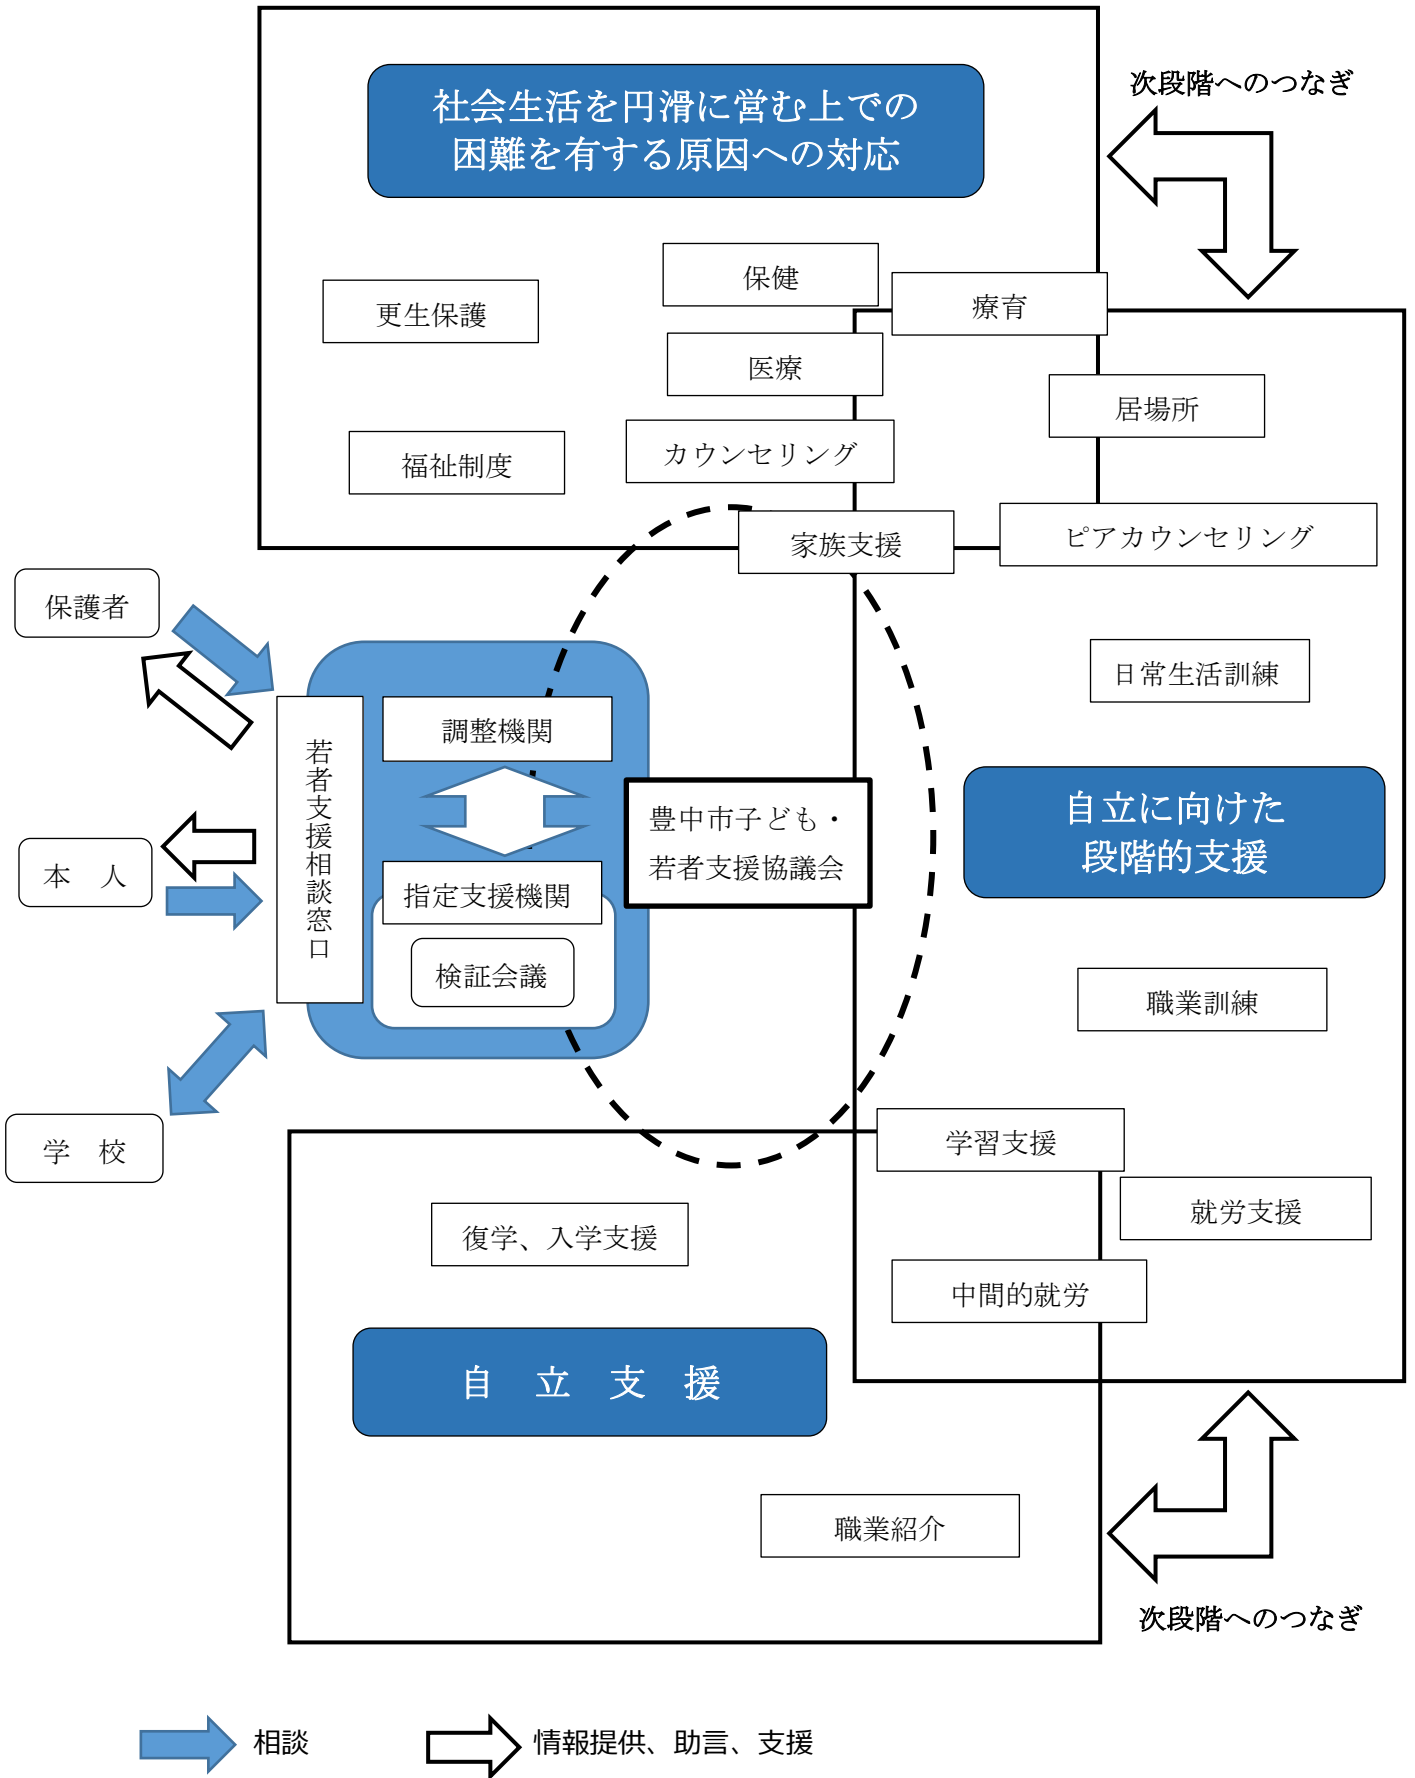 社会生活を円滑に営む上での
困難を有する原因への対応
次段階へのつなぎ
保健
療育
更生保護
医療
居場所
カウンセリング
福祉制度
家族支援
ピアカウンセリング
保護者
日常生活訓練
調整機関
若者支援相談窓口
豊中市子ども・
若者支援協議会
自立に向けた
段階的支援
本　人
指定支援機関
検証会議
職業訓練
学　校
学習支援
就労支援
復学、入学支援
中間的就労
自　立　支　援
職業紹介
次段階へのつなぎ
相談
情報提供、助言、支援